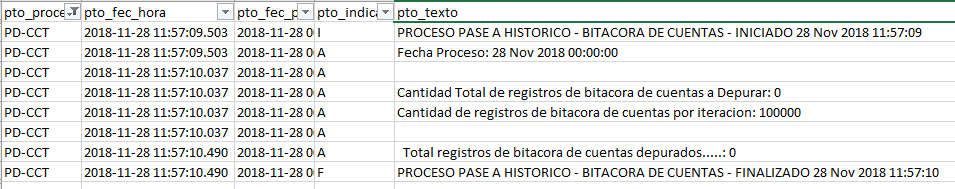 pto_proce pto_fec_hora pto_fec_p pto_indica pto_texto
PD-CCT 2018-11-28 11:57:09.503 2018-11-28 0 I PROCESO PASE A HISTORICO - BITACORA DE CUENTAS - INICIADO 28 Nov 2018 11:57:09
PD-CCT 2018-11-28 11:57:09.503 2018-11-28 0 A Fecha Proceso: 28 Nov 2018 00:00:00
PD-CCT 2018-11-28 11:57:10.037 2018-11-28 0 A
PD-CCT 2018-11-28 11:57:10.037 2018-11-28 0 A Cantidad Total de registros de bitacora de cuentas a Depurar: 0
PD-CCT 2018-11-28 11:57:10.037 2018-11-28 0 A Cantidad de registros de bitacora de cuentas por iteracion: 100000
PD-CCT 2018-11-28 11:57:10.037 2018-11-28 0 A
PD-CCT 2018-11-28 11:57:10.490 2018-11-28 0 A Total registros de bitacora de cuentas depurados.....: 0
PD-CCT 2018-11-28 11:57:10.490 2018-11-28 0 F PROCESO PASE A HISTORICO - BITACORA DE CUENTAS - FINALIZADO 28 Nov 2018 11:57:10